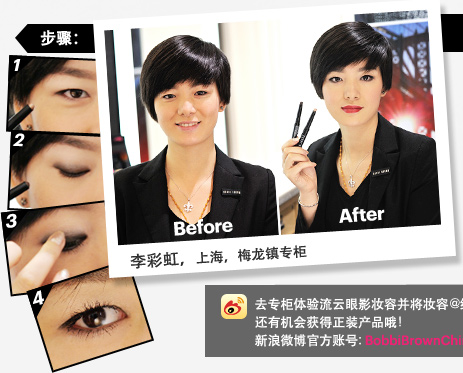 步骤：
1
2
3
4
Before
After
李彩虹，上海，梅龙镇专柜
去专柜体验流云眼影妆容并将妆容@
还有机会获得正装产品哦！
新浪微博官方账号：BobbiBrownChi